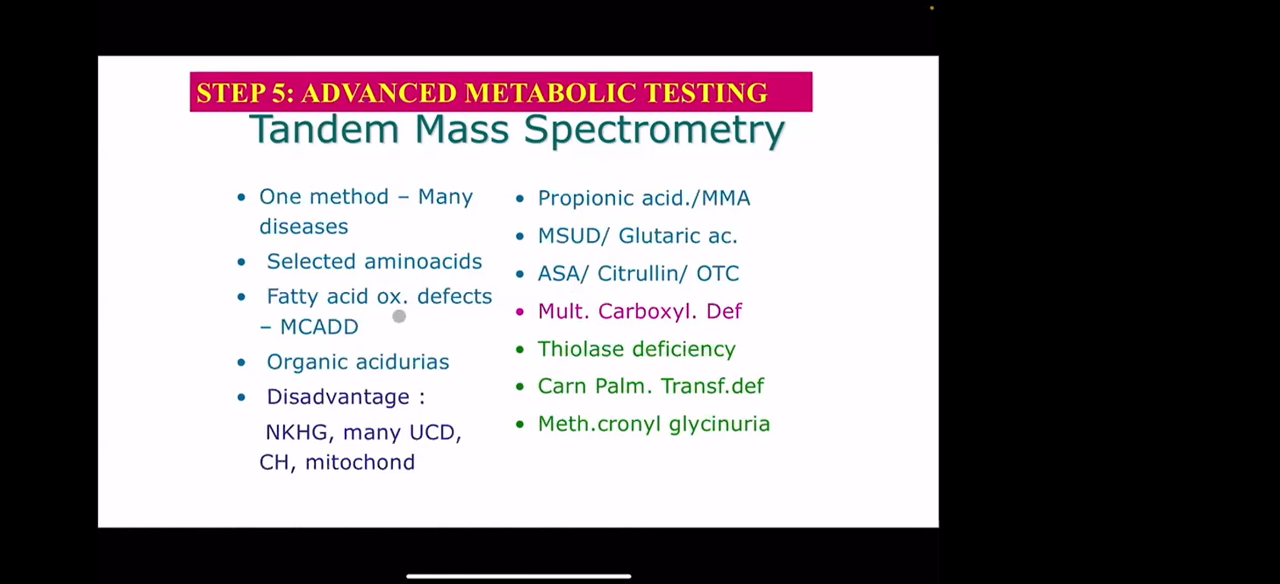 STEP 5: ADVANCED METABOLIC TESTING
Tandem Mass Spectrometry
• One method – Many
diseases
• Selected aminoacids
• Fatty acid ox. defects
– MCADD
• Organic acidurias
• Disadvantage :
NKHG, many UCD,
CH, mitochond
• Propionic acid./MMA
• MSUD/ Glutaric ac.
• ASA/ Citrullin/ OTC
• Mult. Carboxyl. Def
• Thiolase deficiency
• Carn Palm. Transf.def
• Meth.cronyl glycinuria